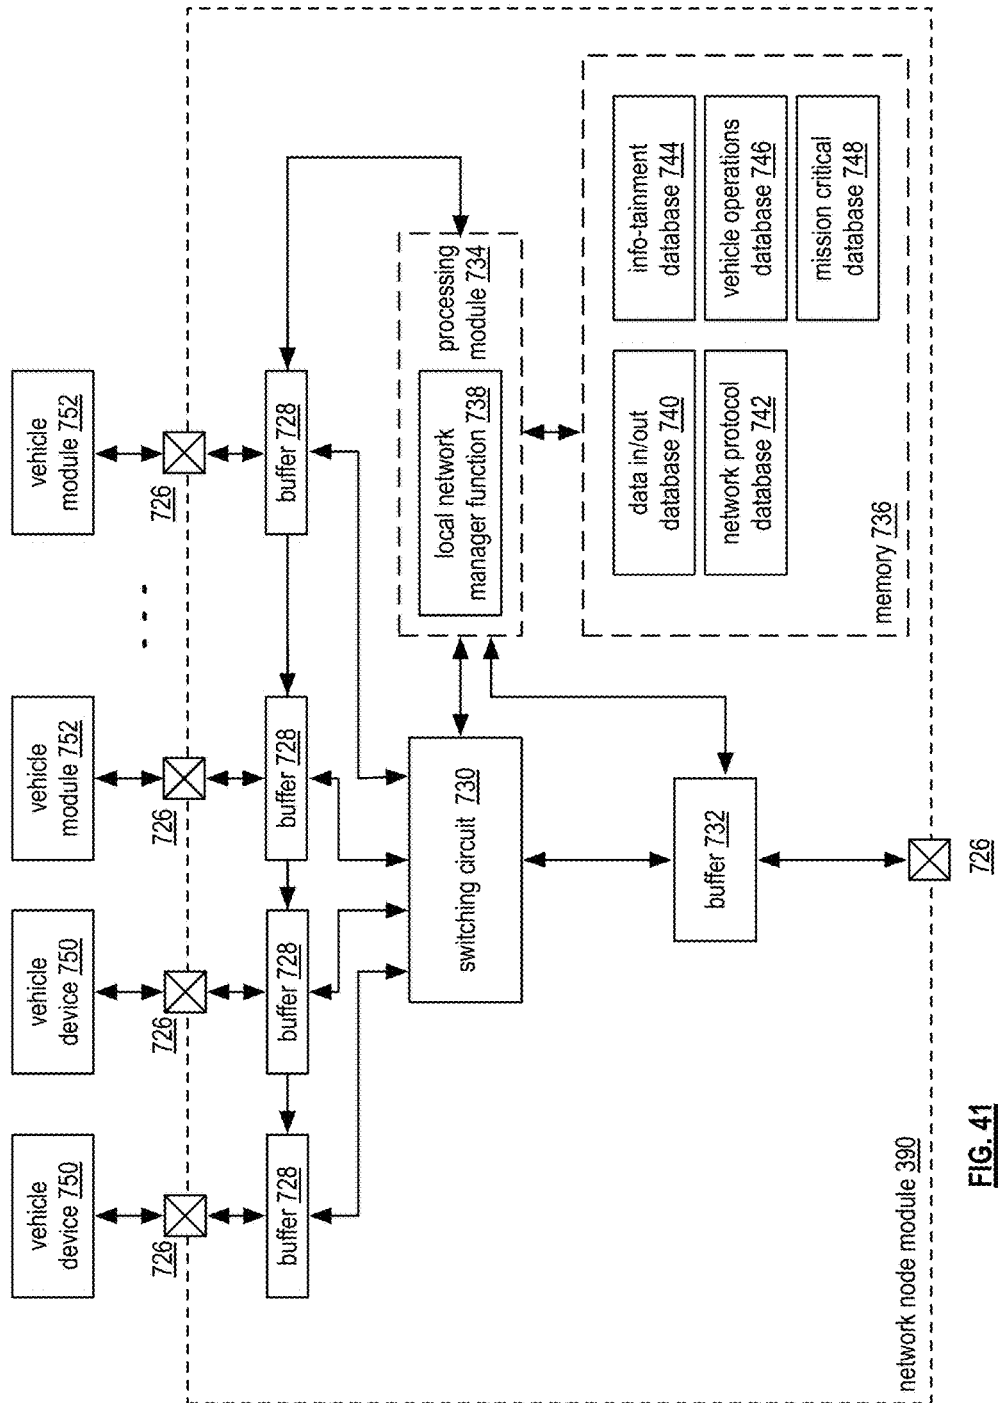 vehicle
device 750
vehicle
device 750
vehicle
module 752
vehicle
module 752
726
726
726
726
buffer 728
buffer 728
buffer 728
buffer 728
switching circuit 730
local network
manager function 738
processing
module 734
buffer 732
data in/out
database 740
info-tainment
database 744
network protocol
database 742
vehicle operations
database 746
mission critical
database 748
memory 736
network node module 390
726
FIG. 41